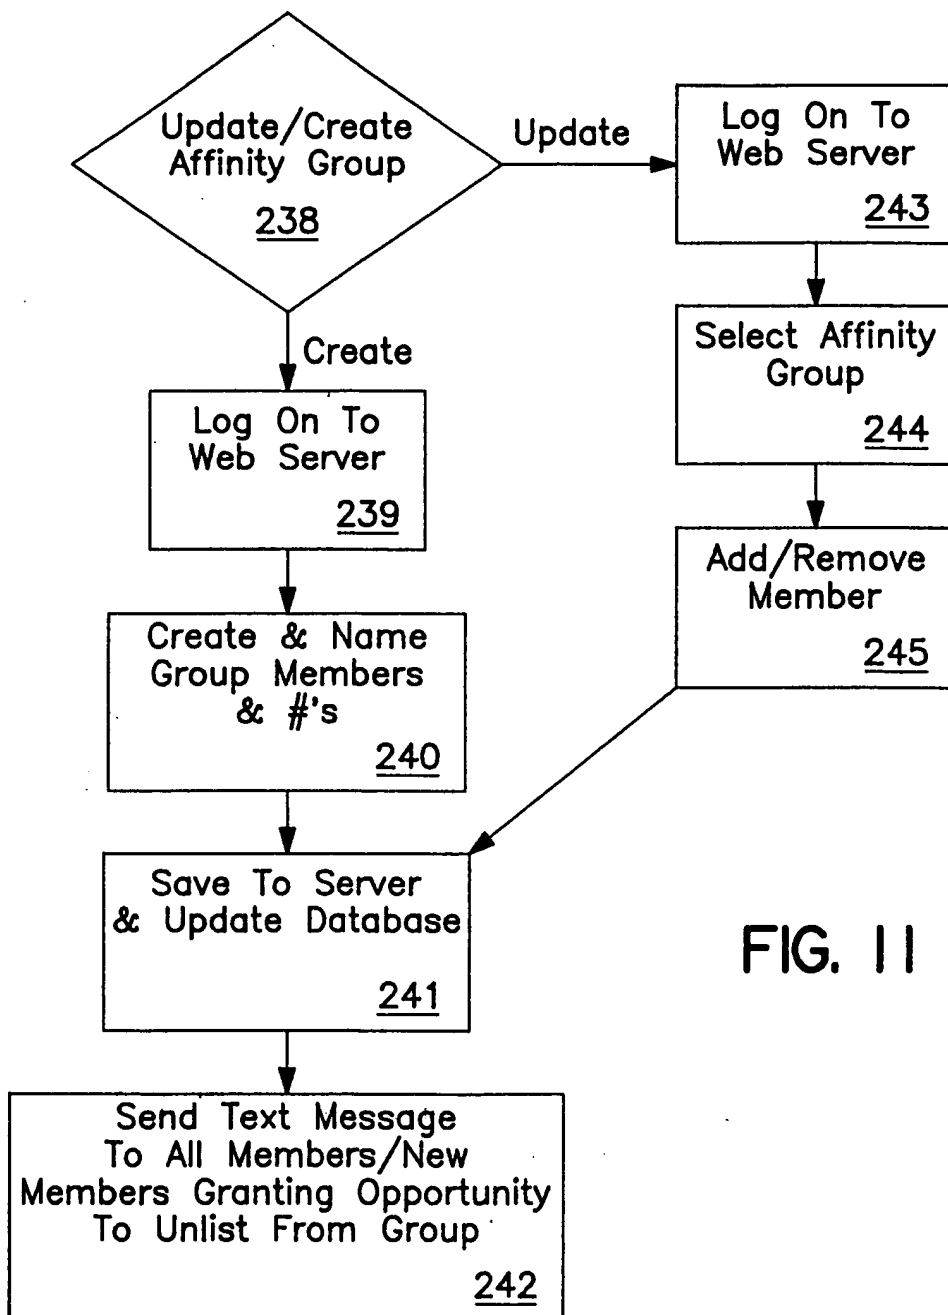 Update/Create
Affinity Group
238
Update
Log On To
Web Server
243
Select Affinity
Group
244
Add/Remove
Member
245
Create
Log On To
Web Server
239
Create & Name
Group Members
& #'s
240
Save To Server
& Update Database
241
Send Text Message
To All Members/New
Members Granting Opportunity
To Unlist From Group
242
FIG. 11